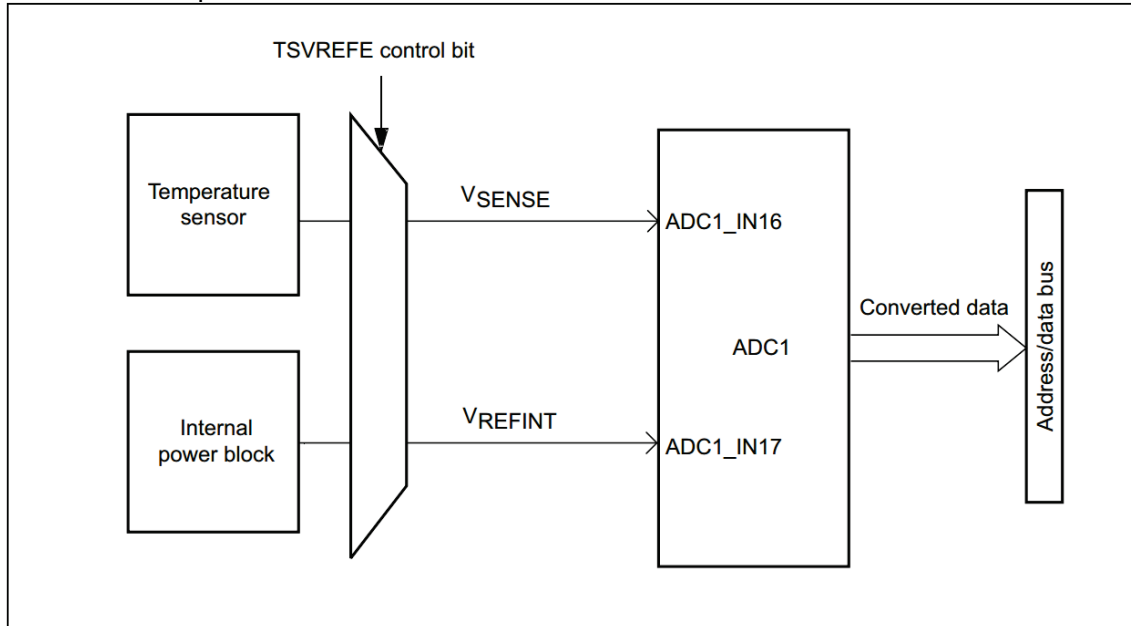 TSVREFE control bit
Temperature
sensor
VSENSE
ADC1_IN16
Converted data
ADC1
Address/data bus
Internal
power block
VREFINT
ADC1_IN17